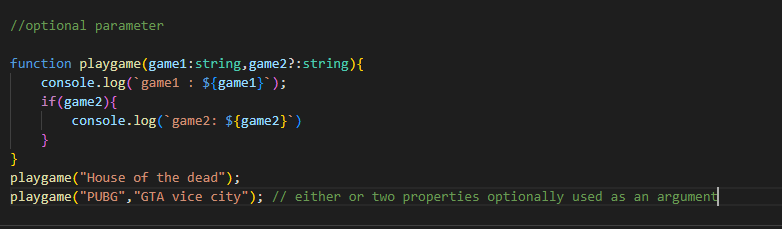 //optional parameter
function playgame(game1:string,game2?:string){
console.log(`game1 : ${game1}`);
if(game2){
console.log(`game2: ${game2}`)
}
}
playgame("House of the dead");
playgame("PUBG","GTA vice city"); // either or two properties optionally used as an argument